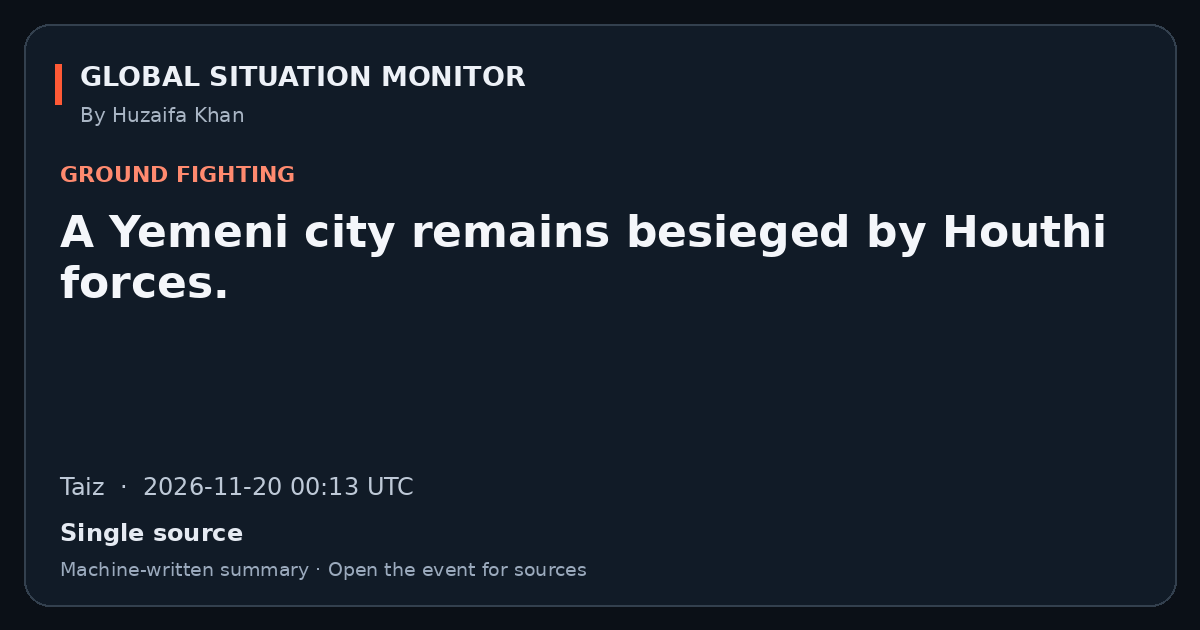 GLOBAL SITUATION MONITOR
By Huzaifa Khan
GROUND FIGHTING
A Yemeni city remains besieged by Houthi
forces.
Taiz · 2026-11-20 00:13 UTC
Single source
Machine-written summary · Open the event for sources